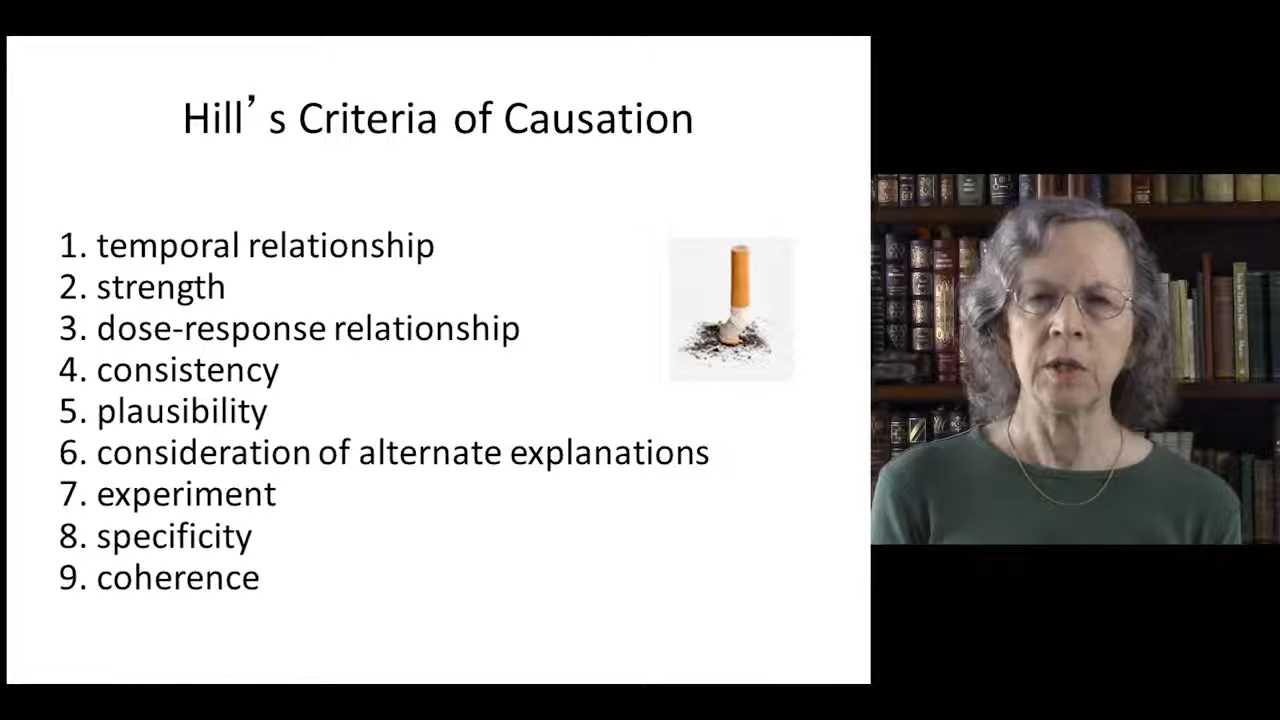 Hill's Criteria of Causation
1. temporal relationship
2. strength
3. dose-response relationship
4. consistency
5. plausibility
6. consideration of alternate explanations
7. experiment
8. specificity
9. coherence